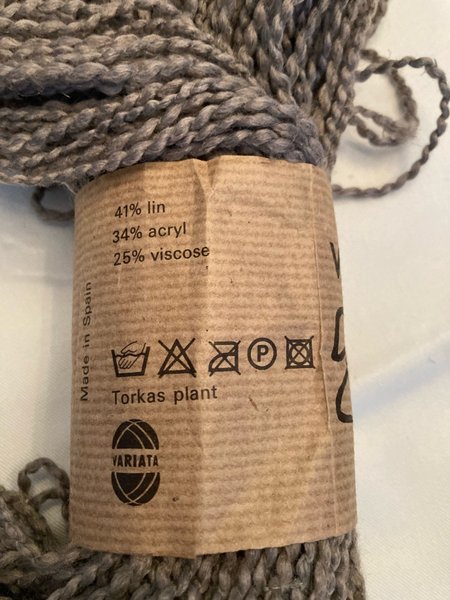 41% lin
34% acryl
25% viscose
Made in Spain
P
Torkas plant
VARIATA